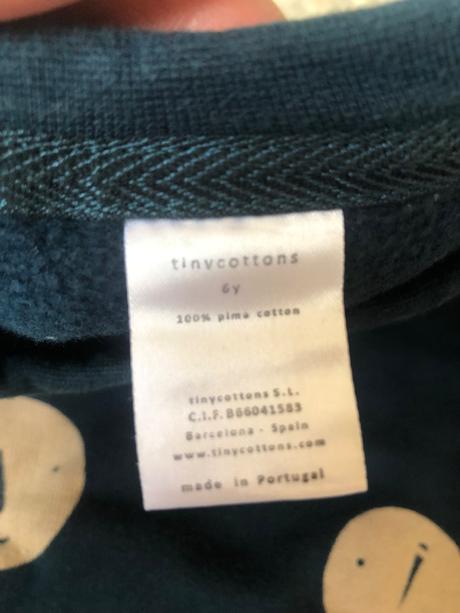 tinycottons
6y
100% pima cotton
tinycottons S.L.
C.I.F. B66041583
Barcelona - Spain
www.tinycottons.com
made in Portugal